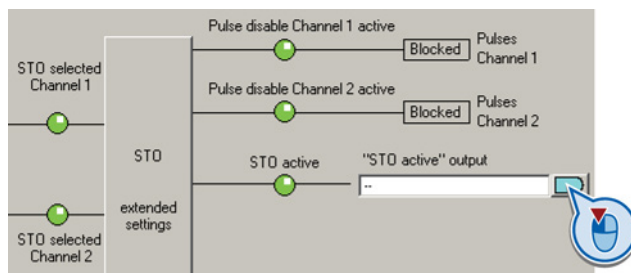 Pulse disable Channel 1 active
Blocked
Pulses
Channel 1
STO selected
Channel 1
Pulse disable Channel 2 active
Blocked
Pulses
Channel 2
STO
extended
settings
STO active
"STO active" output
--
STO selected
Channel 2